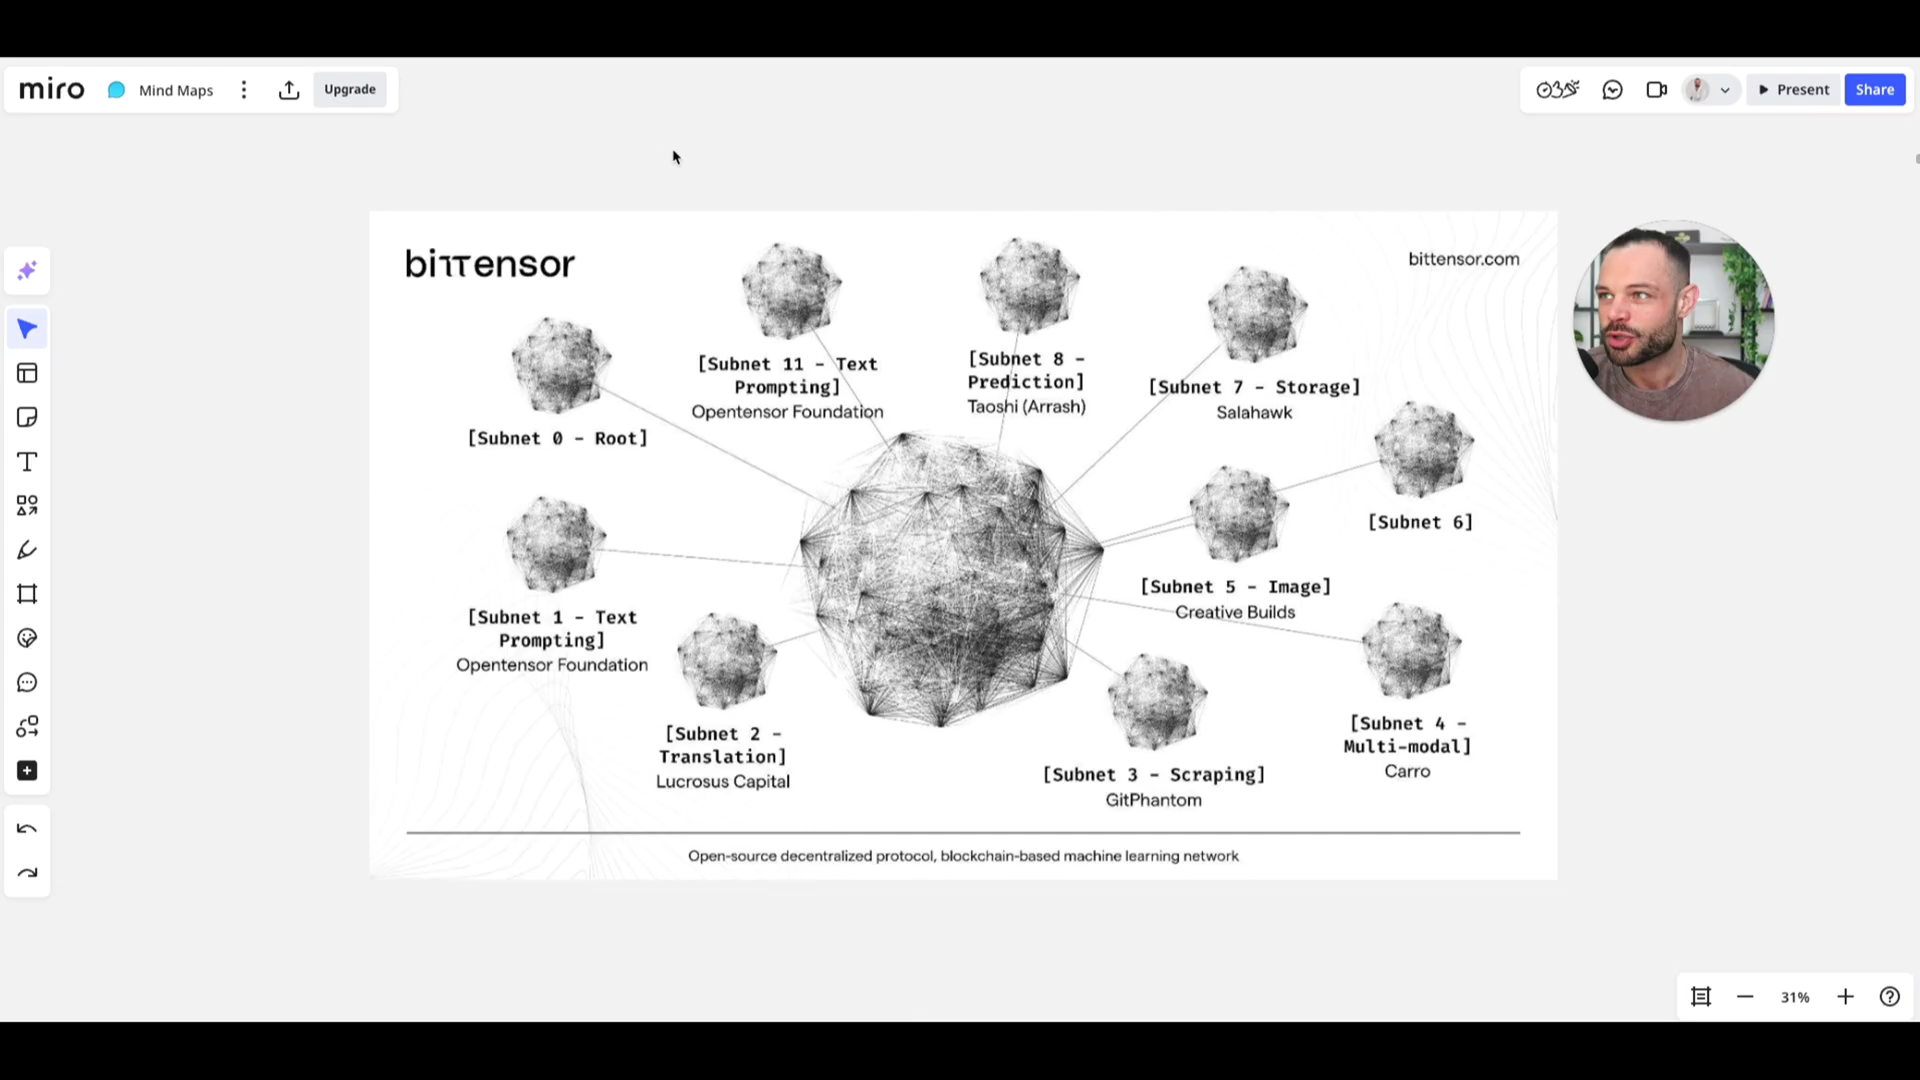 miro
Mind Maps
Upgrade
Present
Share
bittensor
bittensor.com
[Subnet 11 - Text
Prompting]
Opentensor Foundation
[Subnet 8 -
Prediction]
Taoshi (Arrash)
[Subnet 7 - Storage]
Salahawk
[Subnet 0 - Root]
[Subnet 6]
[Subnet 1 - Text
Prompting]
Opentensor Foundation
[Subnet 5 - Image]
Creative Builds
[Subnet 2 -
Translation]
Lucrosus Capital
[Subnet 3 - Scraping]
GitPhantom
[Subnet 4 -
Multi-modal]
Carro
Open-source decentralized protocol, blockchain-based machine learning network
31%